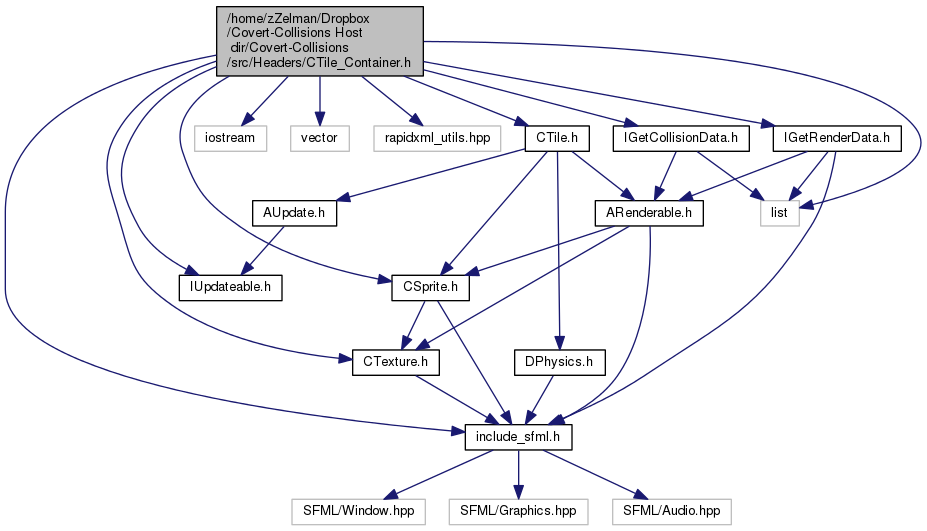 /home/zZelman/Dropbox
/Covert-Collisions Host
dir/Covert-Collisions
/src/Headers/CTile_Container.h
iostream
vector
rapidxml_utils.hpp
CTile.h
IGetCollisionData.h
IGetRenderData.h
AUpdate.h
ARenderable.h
list
IUpdateable.h
CSprite.h
CTexture.h
DPhysics.h
include_sfml.h
SFML/Window.hpp
SFML/Graphics.hpp
SFML/Audio.hpp